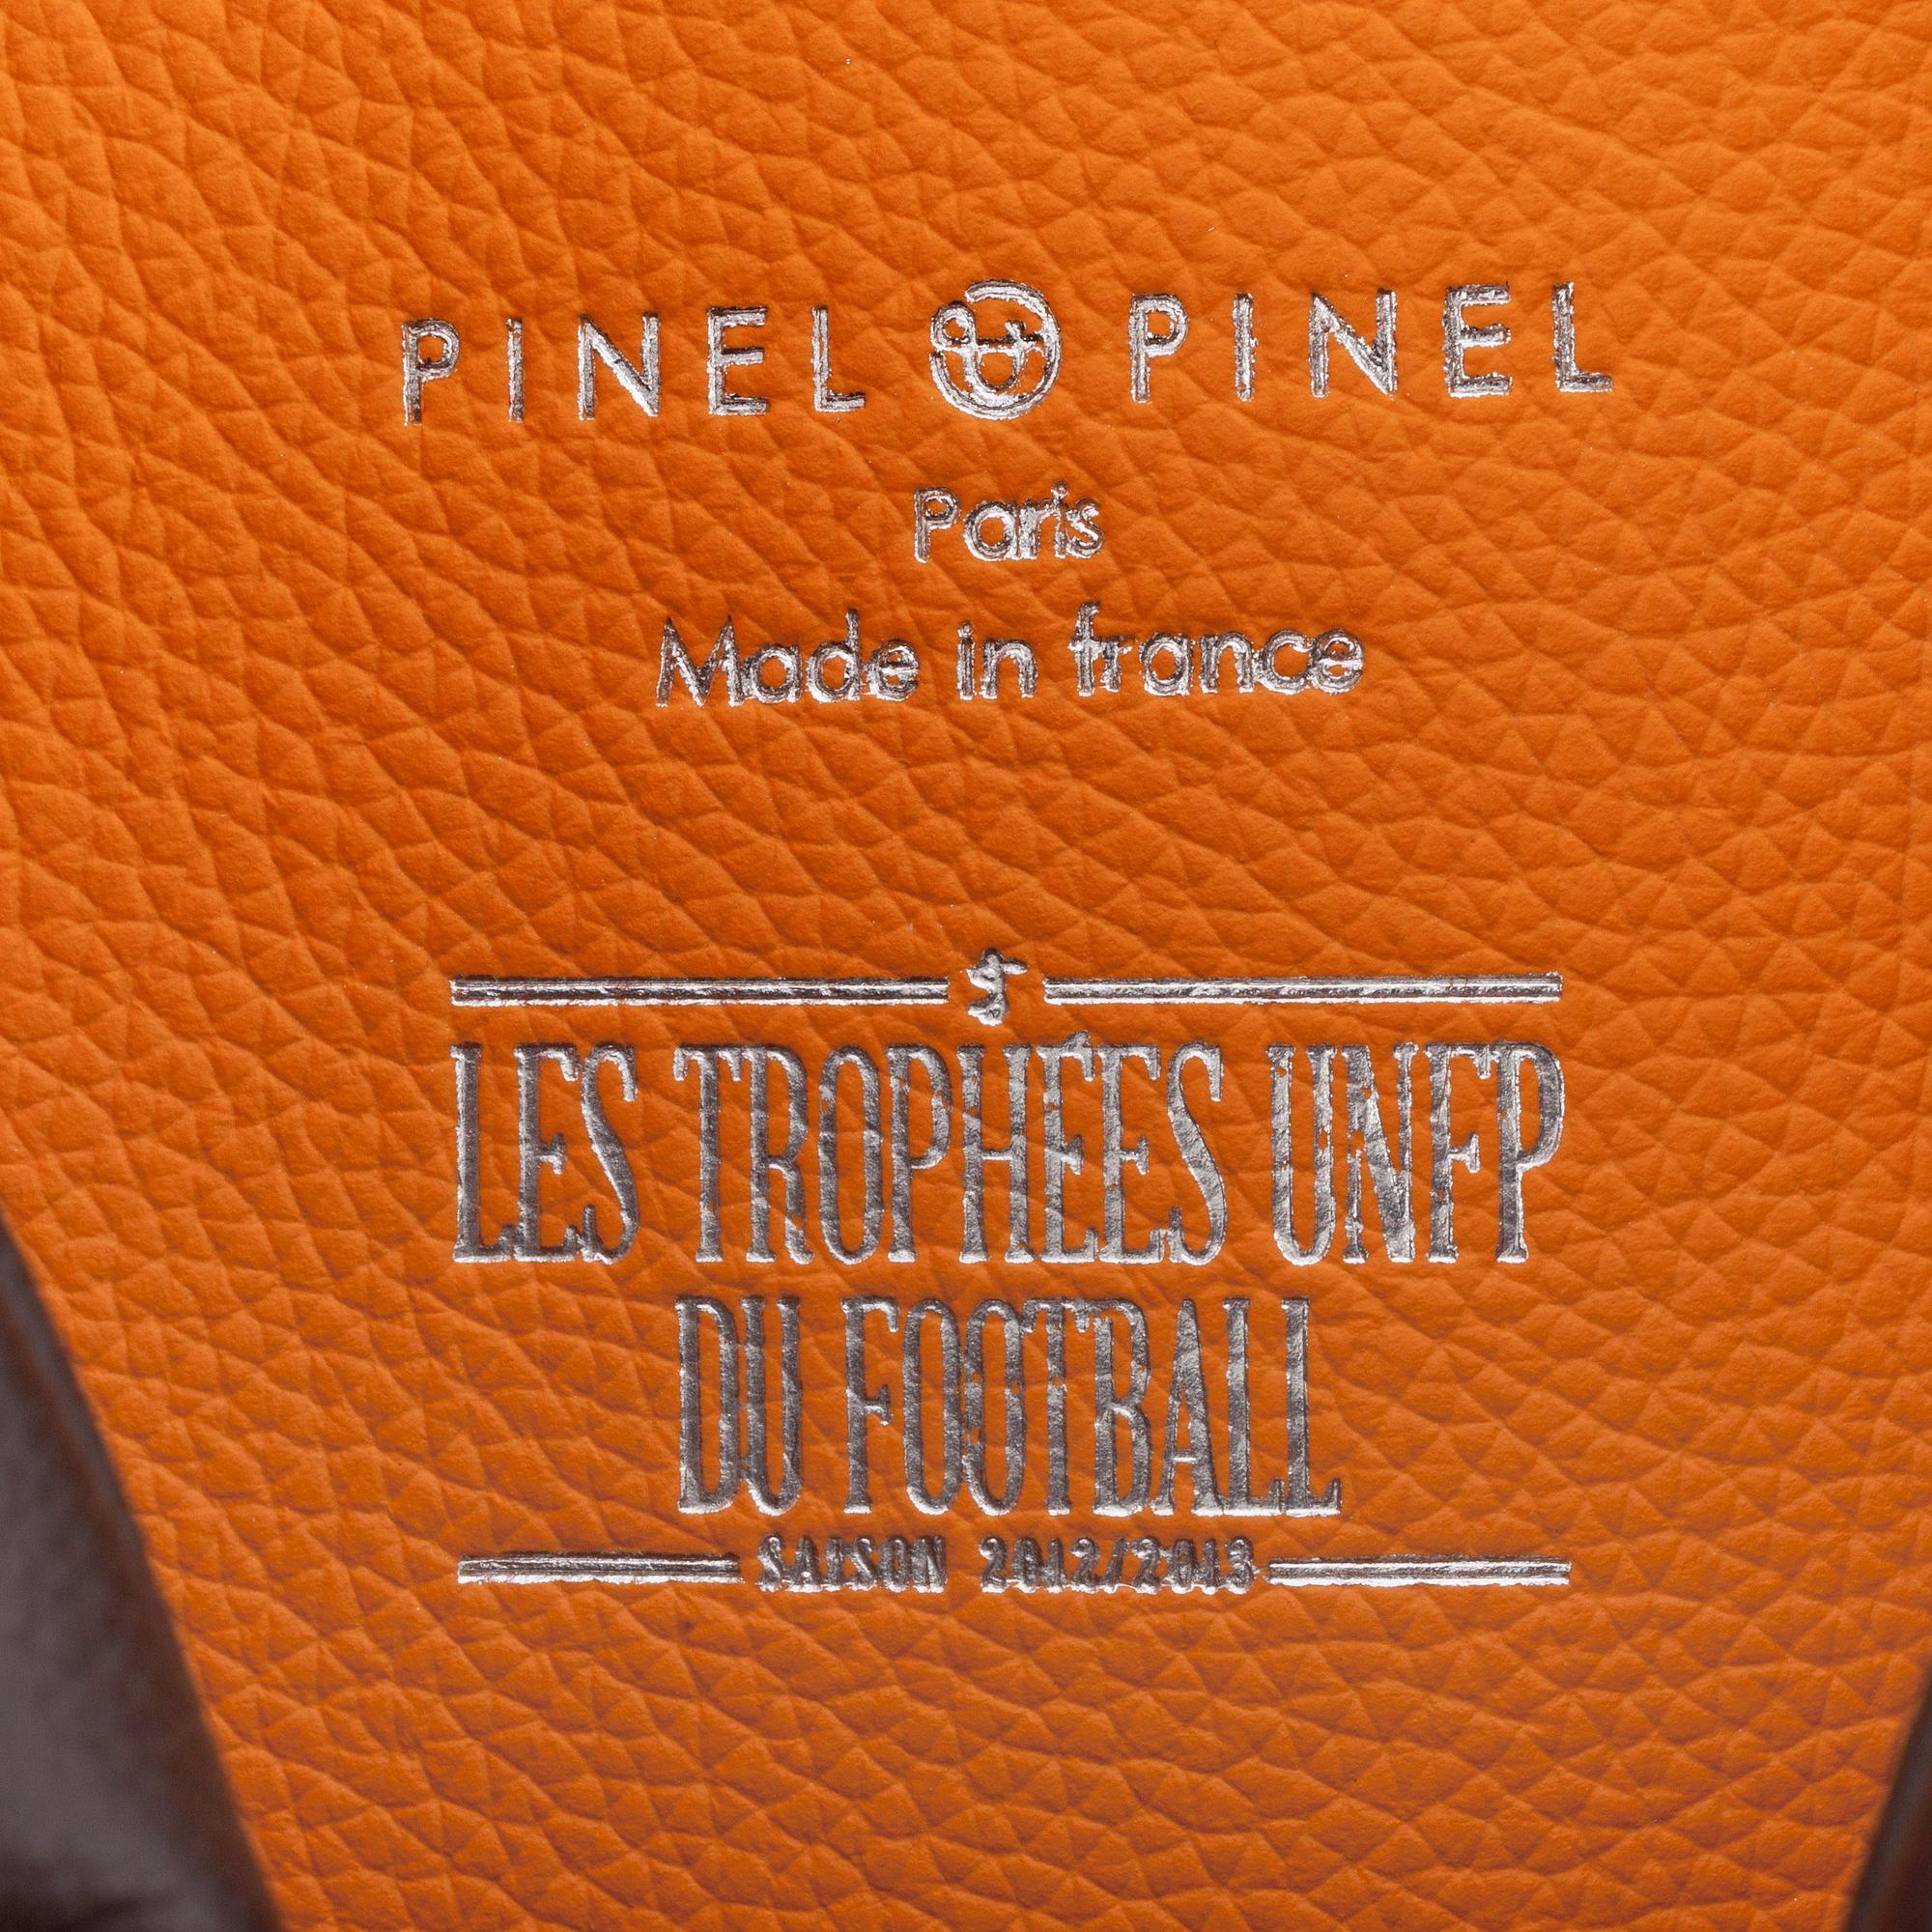 PINEL PINEL
Paris
Made in france
LES TROPHÉES UNFP
DU FOOTBALL
SAISON 2012/2013